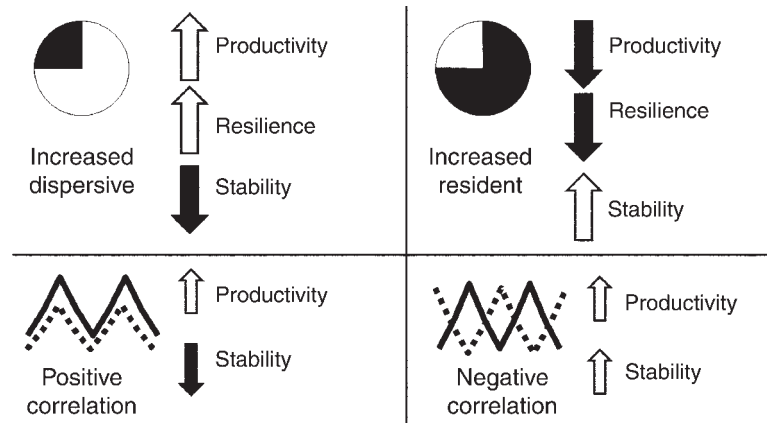 Productivity
Resilience
Increased
dispersive
Stability
Productivity
Resilience
Increased
resident
Stability
Productivity
Stability
Positive
correlation
Productivity
Stability
Negative
correlation